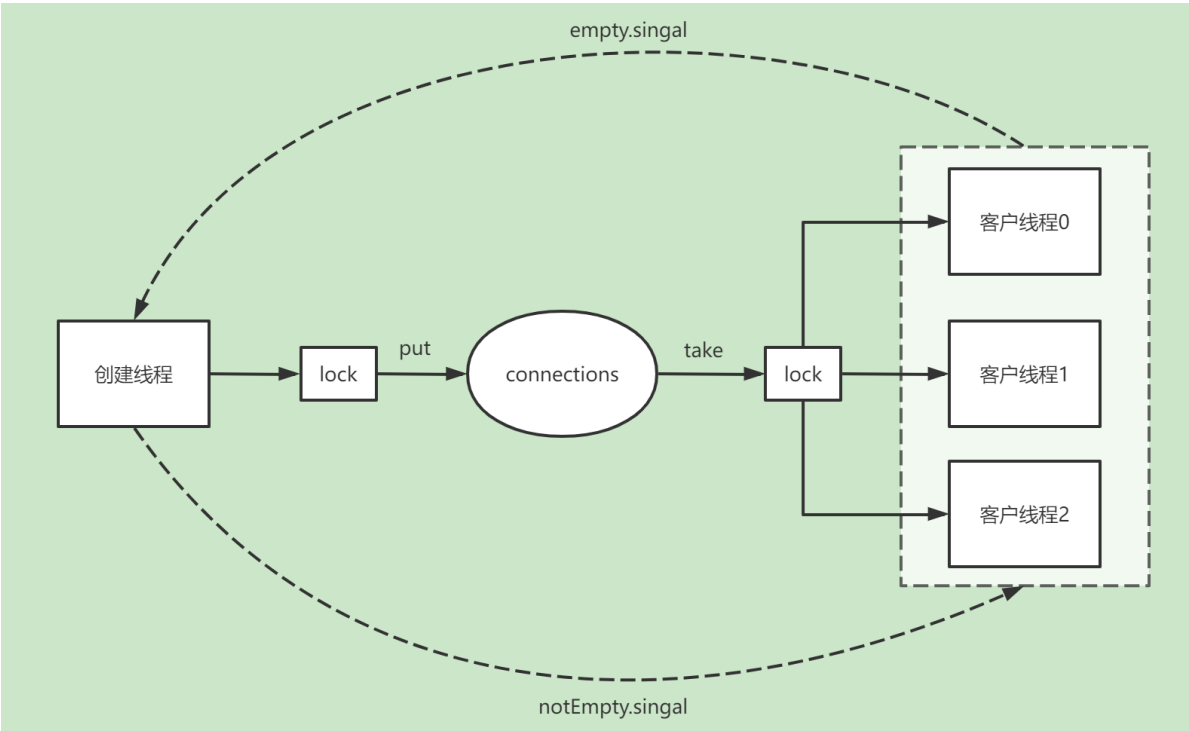 empty.singal
客户线程0
创建线程
lock
put
connections
take
lock
客户线程1
客户线程2
notEmpty.singal